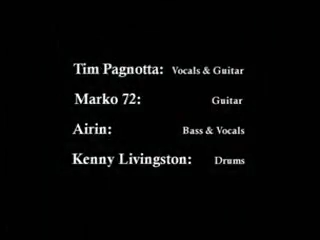 Tim Pagnotta: Vocals & Guitar
Marko 72: Guitar
Airin: Bass & Vocals
Kenny Livingston: Drums